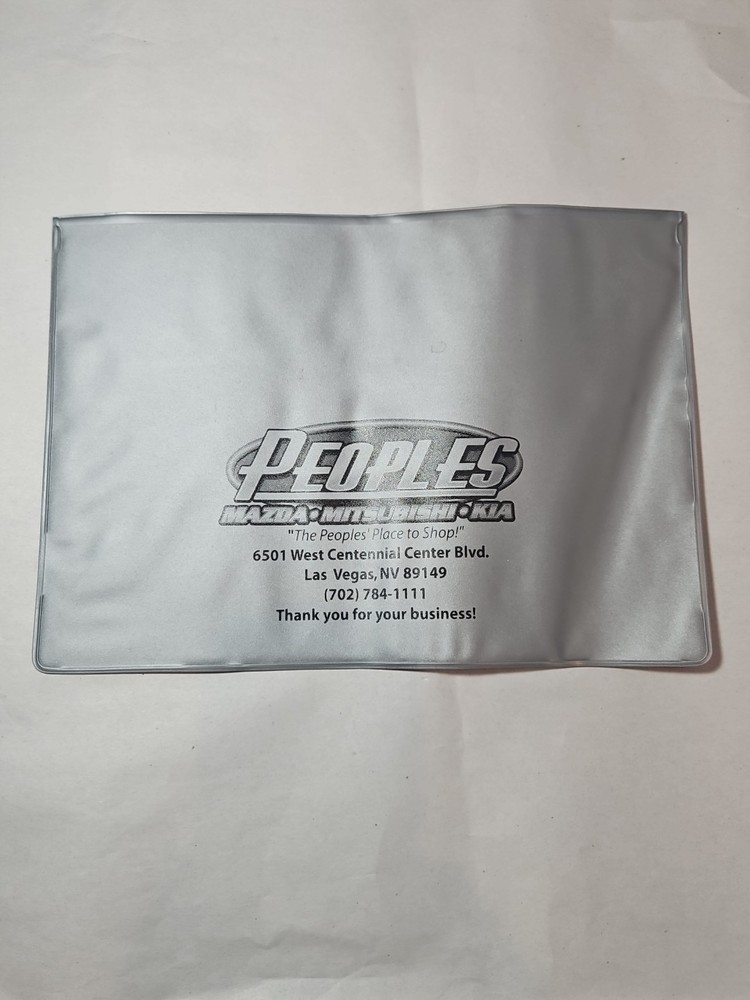 PEOPLES
MAZDA • MITSUBISHI • KIA
"The Peoples' Place to Shop!"
6501 West Centennial Center Blvd.
Las Vegas, NV 89149
(702) 784-1111
Thank you for your business!